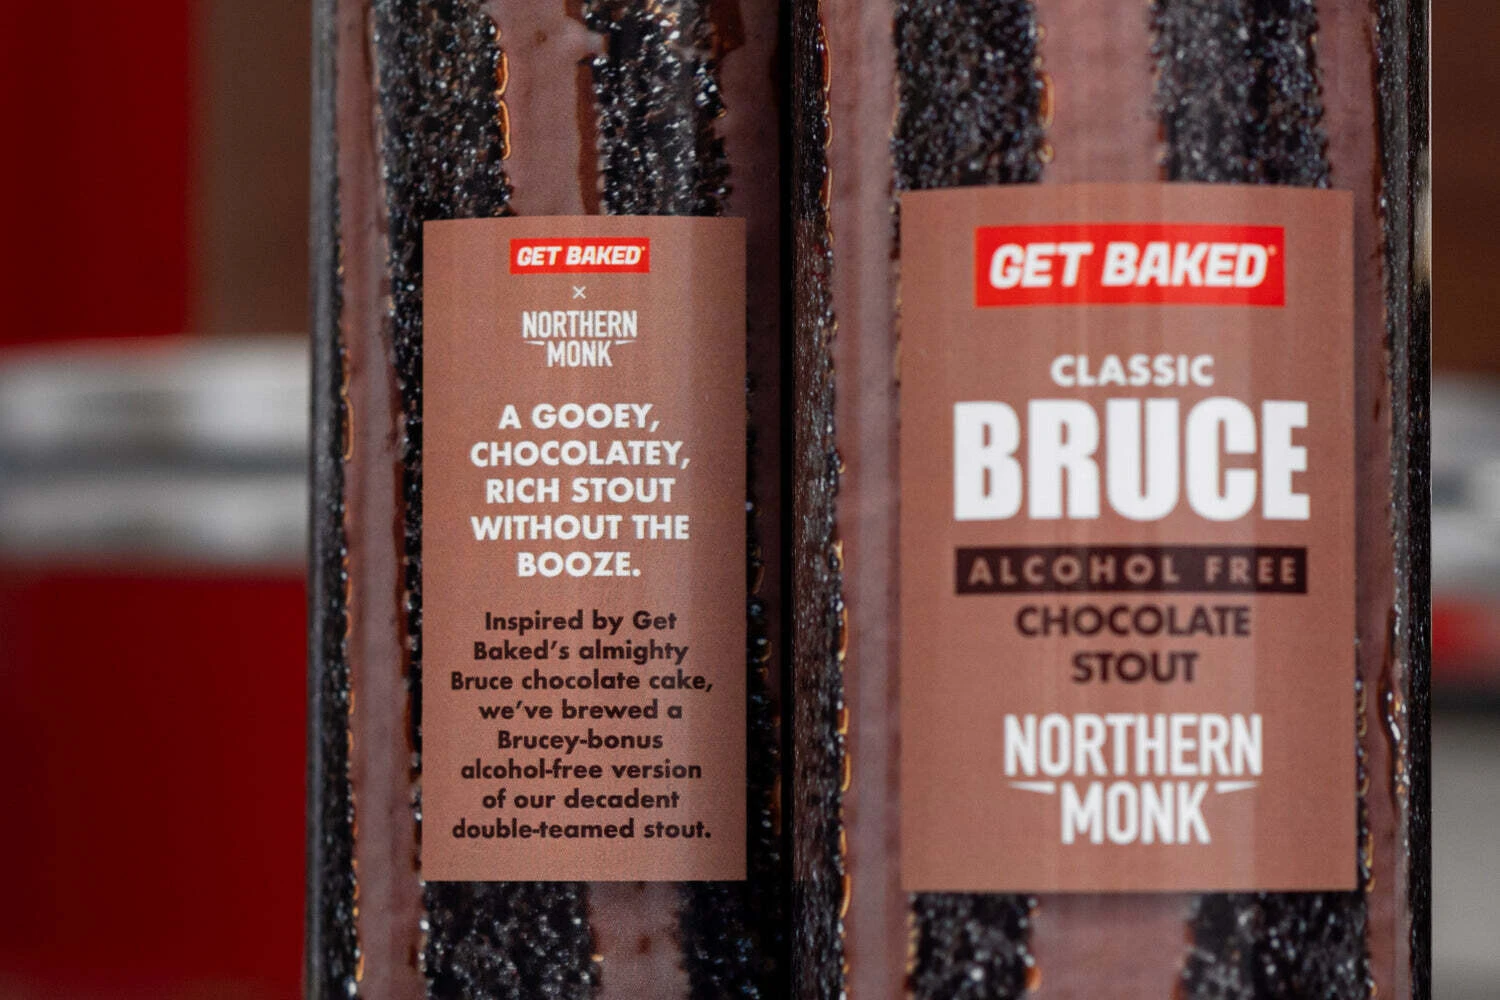 GET BAKED®
×
NORTHERN
MONK
A GOOEY,
CHOCOLATEY,
RICH STOUT
WITHOUT THE
BOOZE.
Inspired by Get
Baked's almighty
Bruce chocolate cake,
we've brewed a
Brucey-bonus
alcohol-free version
of our decadent
double-teamed stout.
GET BAKED®
CLASSIC
BRUCE
ALCOHOL FREE
CHOCOLATE
STOUT
NORTHERN
MONK